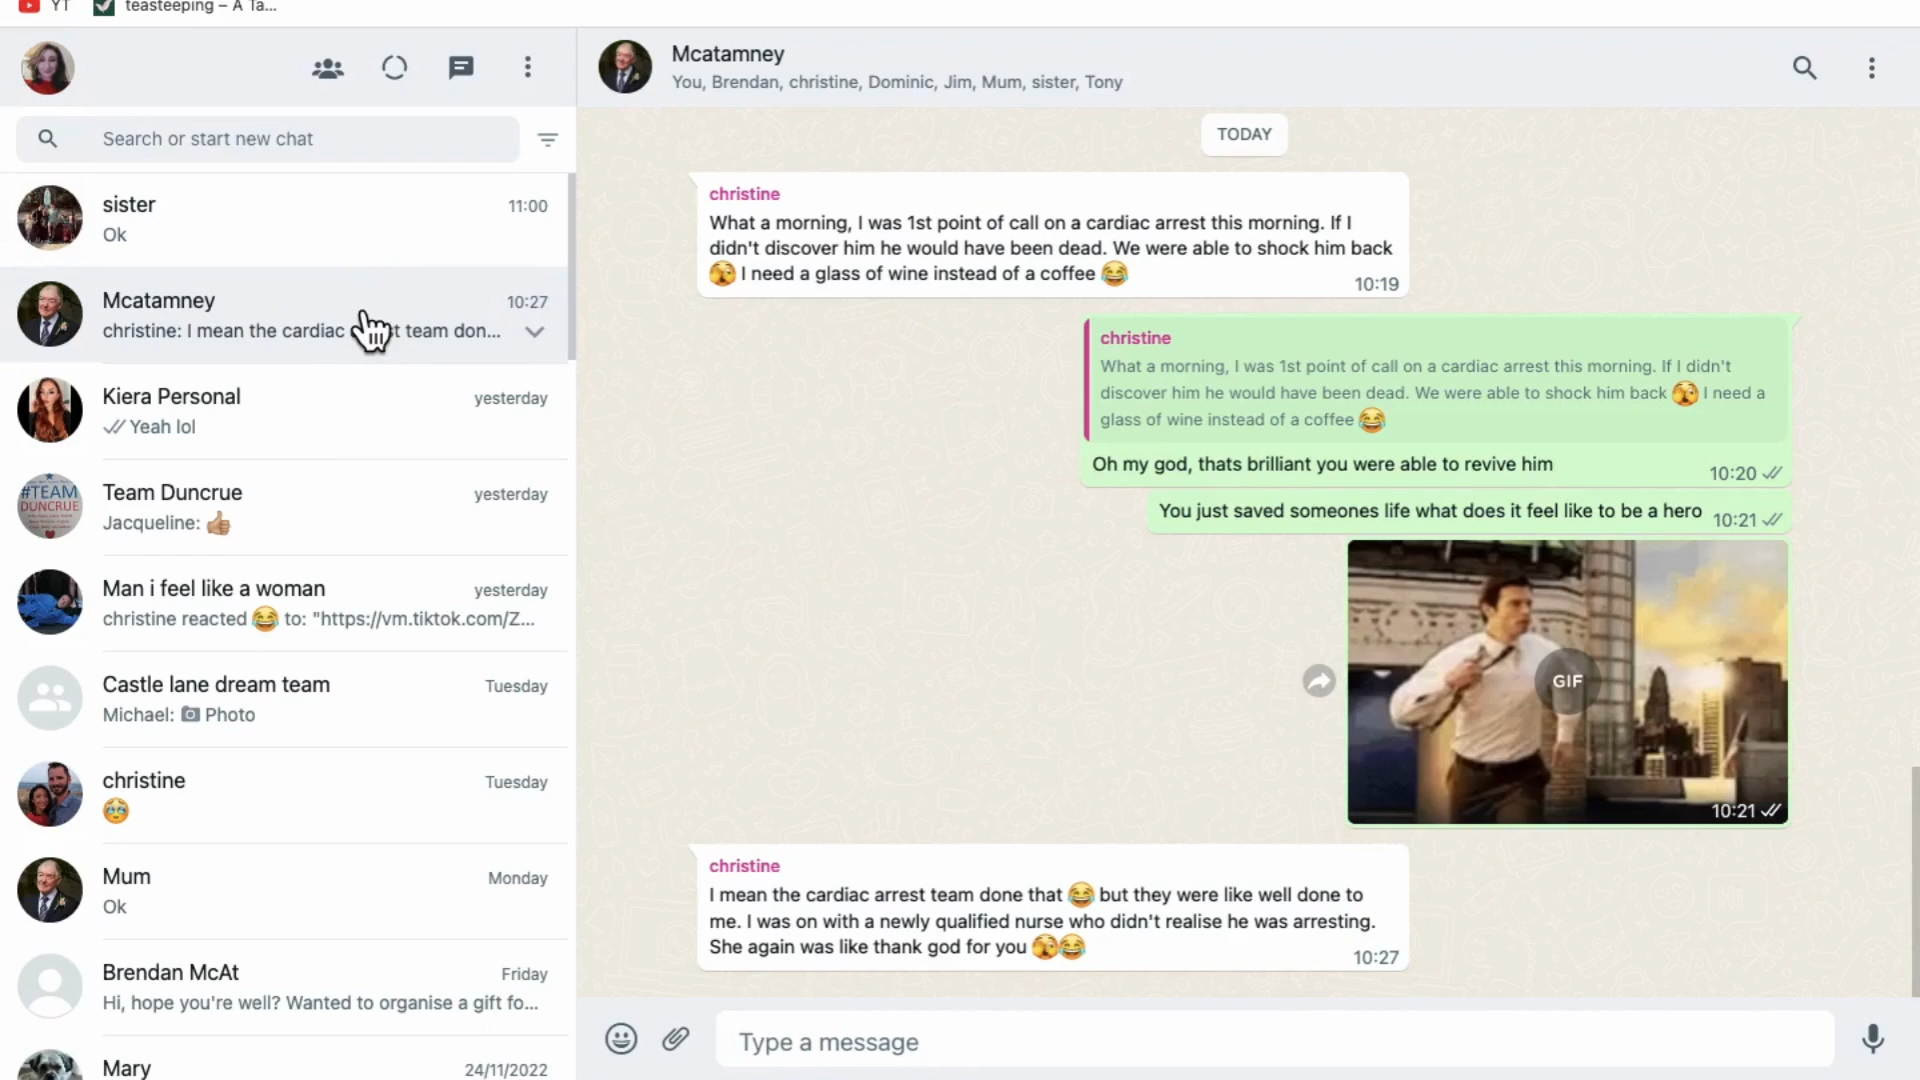 YT
teasteeping – A Ta...
Mcatamney
You, Brendan, christine, Dominic, Jim, Mum, sister, Tony
Search or start new chat
sister
11:00
Ok
Mcatamney
10:27
christine: I mean the cardiac t team don...
Kiera Personal
yesterday
Yeah lol
#TEAM
DUNCRUE
Team Duncrue
yesterday
Jacqueline: 👍🏽
Man i feel like a woman
yesterday
christine reacted 😂 to: "https://vm.tiktok.com/Z...
Castle lane dream team
Tuesday
Michael: 📷 Photo
christine
Tuesday
🥹
Mum
Monday
Ok
Brendan McAt
Friday
Hi, hope you're well? Wanted to organise a gift fo...
Mary
24/11/2022
TODAY
christine
What a morning, I was 1st point of call on a cardiac arrest this morning. If I
didn't discover him he would have been dead. We were able to shock him back
🫣 I need a glass of wine instead of a coffee 😂
10:19
christine
What a morning, I was 1st point of call on a cardiac arrest this morning. If I didn't
discover him he would have been dead. We were able to shock him back 🫣 I need a
glass of wine instead of a coffee 😂
Oh my god, thats brilliant you were able to revive him
10:20
You just saved someones life what does it feel like to be a hero
10:21
GIF
10:21
christine
I mean the cardiac arrest team done that 😂 but they were like well done to
me. I was on with a newly qualified nurse who didn't realise he was arresting.
She again was like thank god for you 🫣😂
10:27
Type a message